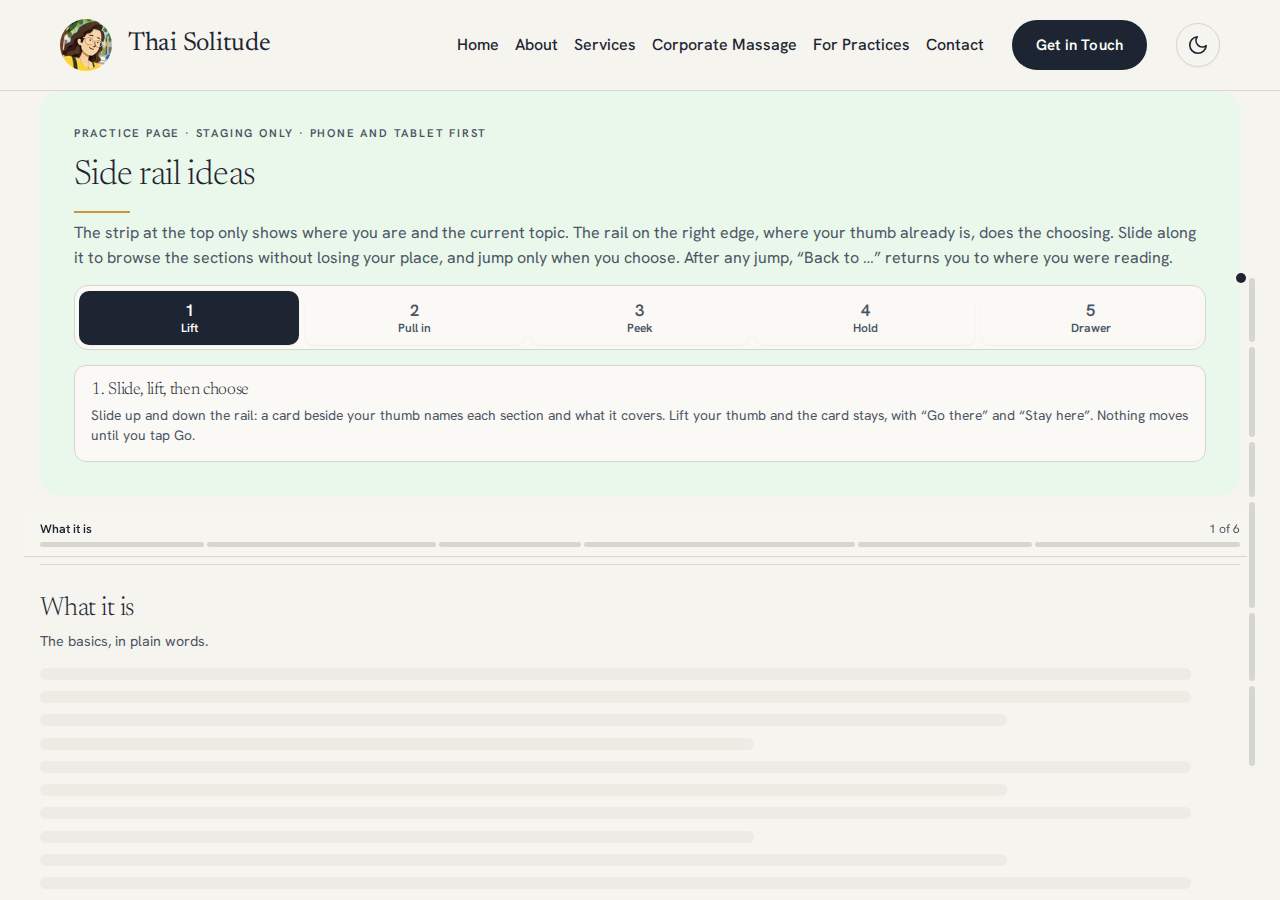 Thai Solitude
Home About Services Corporate Massage For Practices Contact Get in Touch
PRACTICE PAGE · STAGING ONLY · PHONE AND TABLET FIRST
Side rail ideas
The strip at the top only shows where you are and the current topic. The rail on the right edge, where your thumb already is, does the choosing. Slide along
it to browse the sections without losing your place, and jump only when you choose. After any jump, “Back to …” returns you to where you were reading.
1 2 3 4 5
Lift Pull in Peek Hold Drawer
1. Slide, lift, then choose
Slide up and down the rail: a card beside your thumb names each section and what it covers. Lift your thumb and the card stays, with “Go there” and “Stay here”. Nothing moves
until you tap Go.
What it is 1 of 6
What it is
The basics, in plain words.